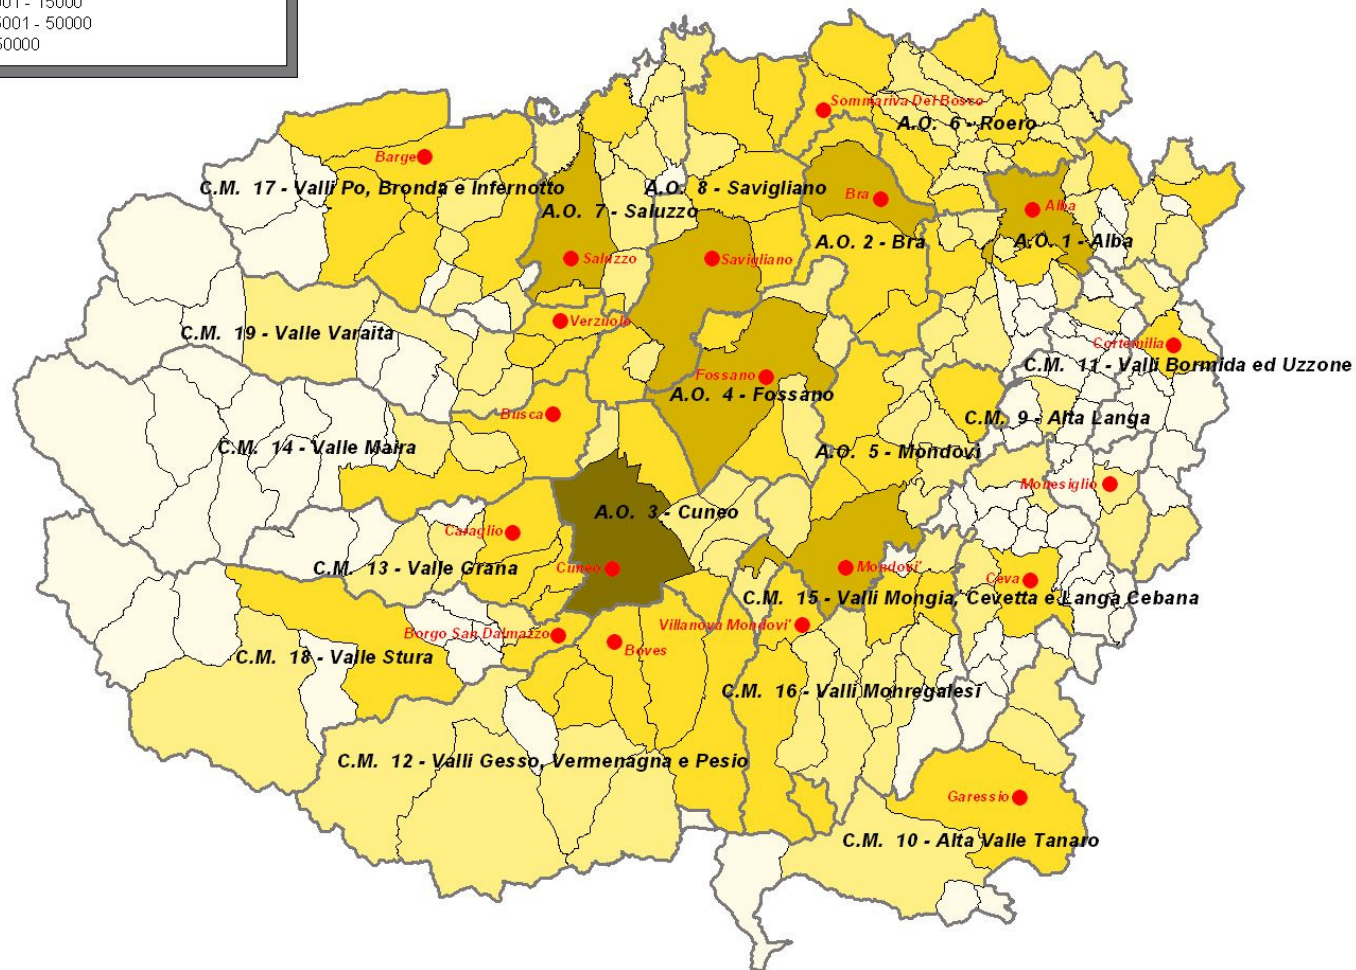 5001 - 50000
50000
Sommariva Del Bosco
A.O. 6 - Roero
Barge
C.M. 17 - Valli Po, Bronda e Infernotto
A.O. 8 - Savigliano
Bra
Alba
A.O. 7 - Saluzzo
A.O. 2 - Bra
A.O. 1 - Alba
Saluzzo
Savigliano
Verzuolo
C.M. 19 - Valle Varaita
Cortemilia
C.M. 11 - Valli Bormida ed Uzzone
Fossano
A.O. 4 - Fossano
Busca
C.M. 9 - Alta Langa
C.M. 14 - Valle Maira
A.O. 5 - Mondovì
Monesiglio
A.O. 3 - Cuneo
Caraglio
C.M. 13 - Valle Grana
Cuneo
Mondovi'
Ceva
C.M. 15 - Valli Mongia, Cevetta e Langa Cebana
Villanova Mondovi'
Borgo San Dalmazzo
Boves
C.M. 18 - Valle Stura
C.M. 16 - Valli Monregalesi
C.M. 12 - Valli Gesso, Vermenagna e Pesio
Garessio
C.M. 10 - Alta Valle Tanaro